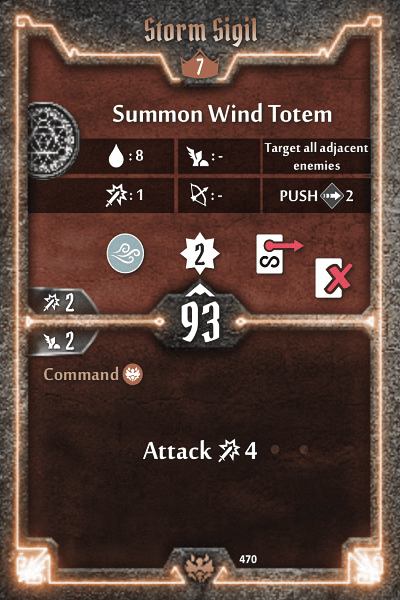 Storm Sigil
7
Summon Wind Totem
: 8
: -
Target all adjacent
enemies
: 1
: -
PUSH 2
2
2
93
2
Command
Attack 4
470